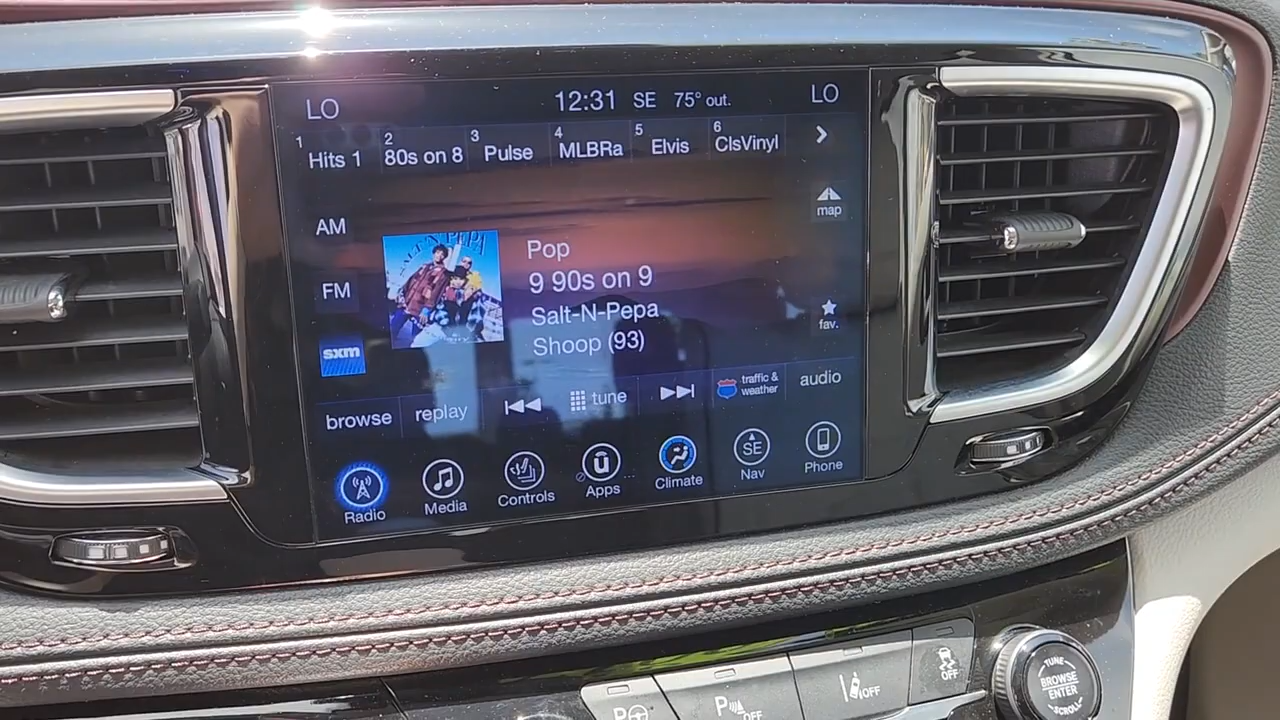 LO 12:31 SE 75° out. LO
1 Hits 1 2 80s on 8 3 Pulse 4 MLBRa 5 Elvis 6 ClsVinyl
map
AM
SALT N PEPA
Pop
9 90s on 9
FM
Salt-N-Pepa
fav.
Shoop (93)
sxm
browse replay tune traffic & weather audio
Radio Media Controls Apps Climate SE Nav Phone
P OFF OFF OFF
TUNE
BROWSE
ENTER
SCROLL